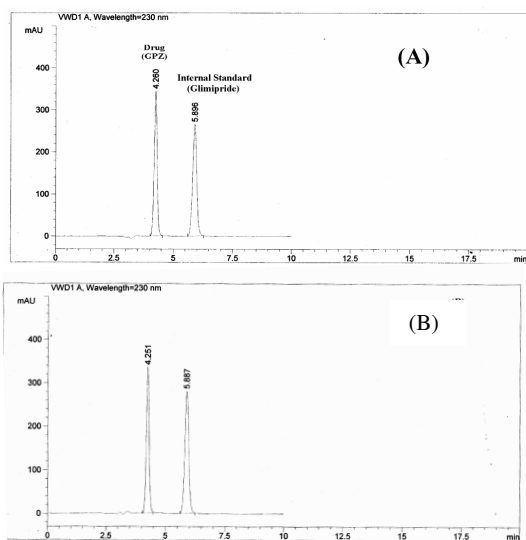 VWD1 A, Wavelength=230 nm
mAU
Drug
(GPZ)
Internal Standard
(Glimipride)
(A)
4.260
5.896
400
300
200
100
0
0 2.5 5 7.5 10 12.5 15 17.5 min
VWD1 A, Wavelength=230 nm
mAU
(B)
4.251
5.887
400
300
200
100
0
0 2.5 5 7.5 10 12.5 15 17.5 min